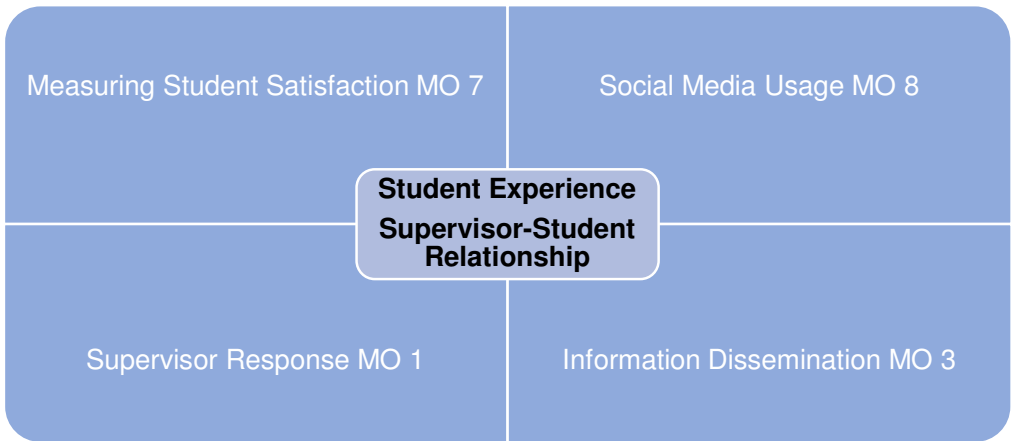 Measuring Student Satisfaction MO 7
Social Media Usage MO 8
Student Experience
Supervisor-Student
Relationship
Supervisor Response MO 1
Information Dissemination MO 3